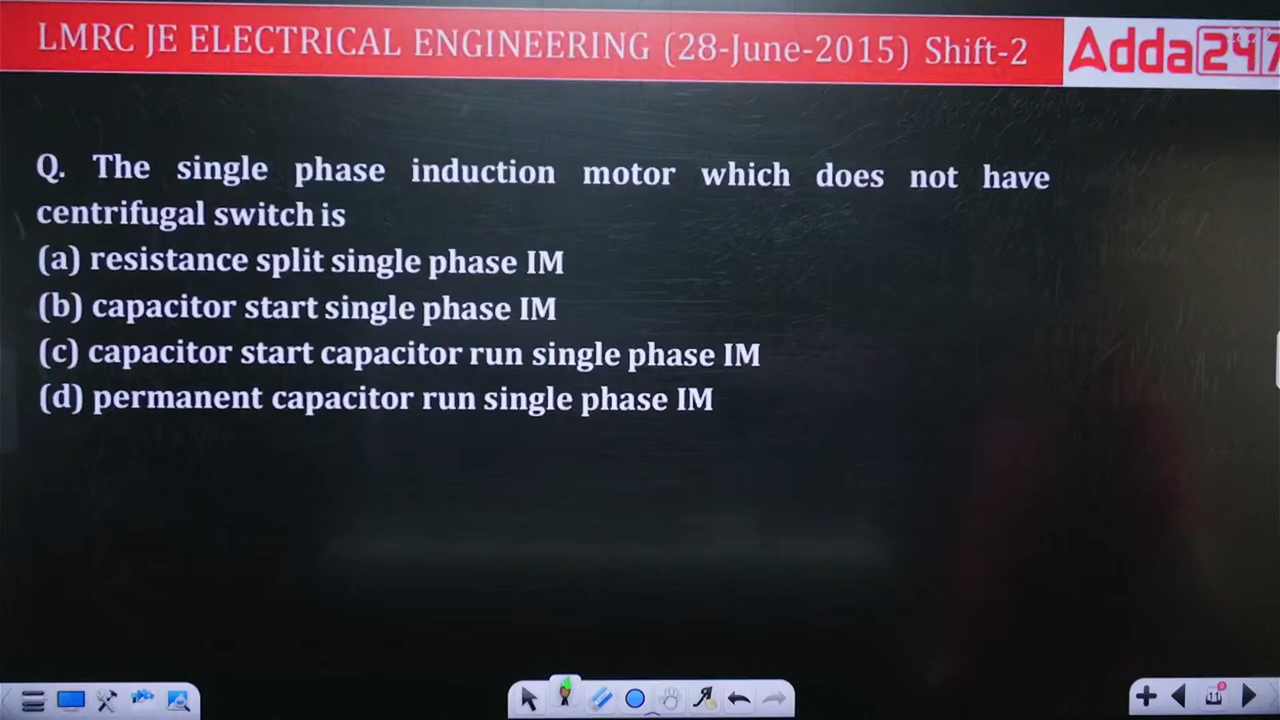 LMRC JE ELECTRICAL ENGINEERING (28-June-2015) Shift-2
Adda247
Q. The single phase induction motor which does not have
centrifugal switch is
(a) resistance split single phase IM
(b) capacitor start single phase IM
(c) capacitor start capacitor run single phase IM
(d) permanent capacitor run single phase IM
11